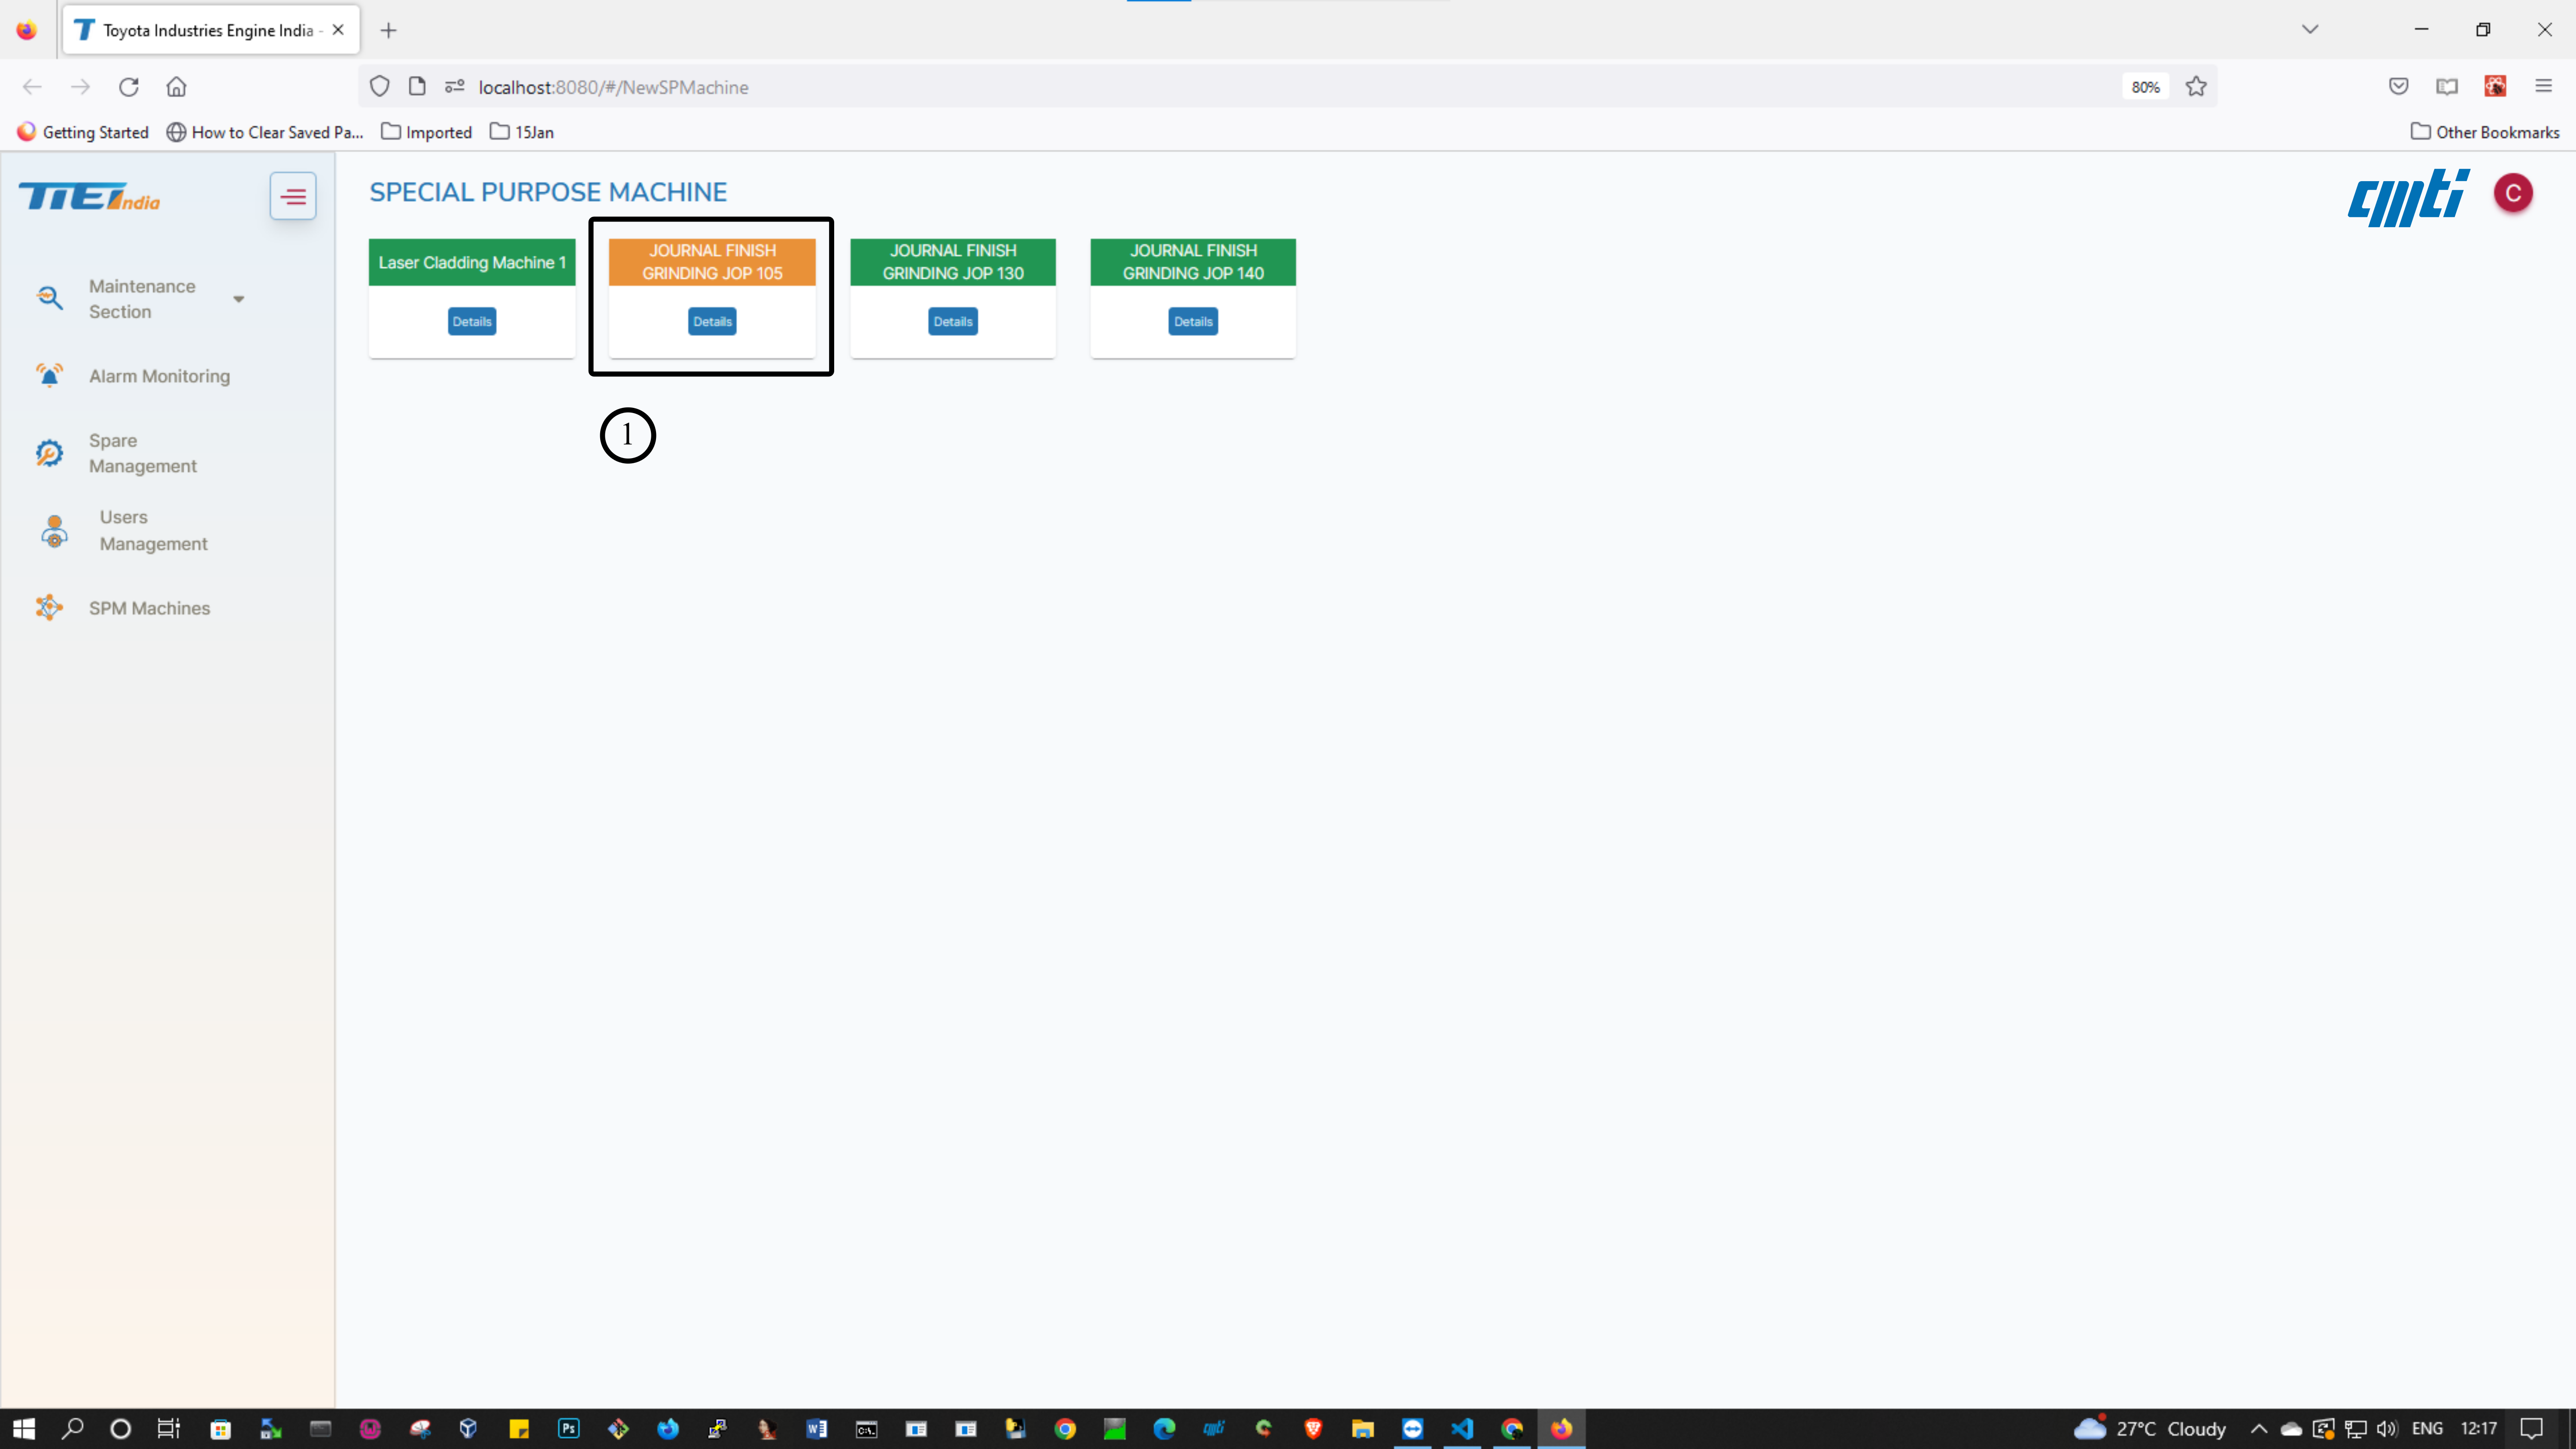 Toyota Industries Engine India -
localhost:8080/#/NewSPMachine
80%
Getting Started
How to Clear Saved Pa...
Imported
15Jan
Other Bookmarks
TIEI India
SPECIAL PURPOSE MACHINE
cmti
C
Maintenance
Section
Alarm Monitoring
Spare
Management
Users
Management
SPM Machines
Laser Cladding Machine 1
Details
JOURNAL FINISH
GRINDING JOP 105
Details
JOURNAL FINISH
GRINDING JOP 130
Details
JOURNAL FINISH
GRINDING JOP 140
Details
1
27°C Cloudy
ENG
12:17